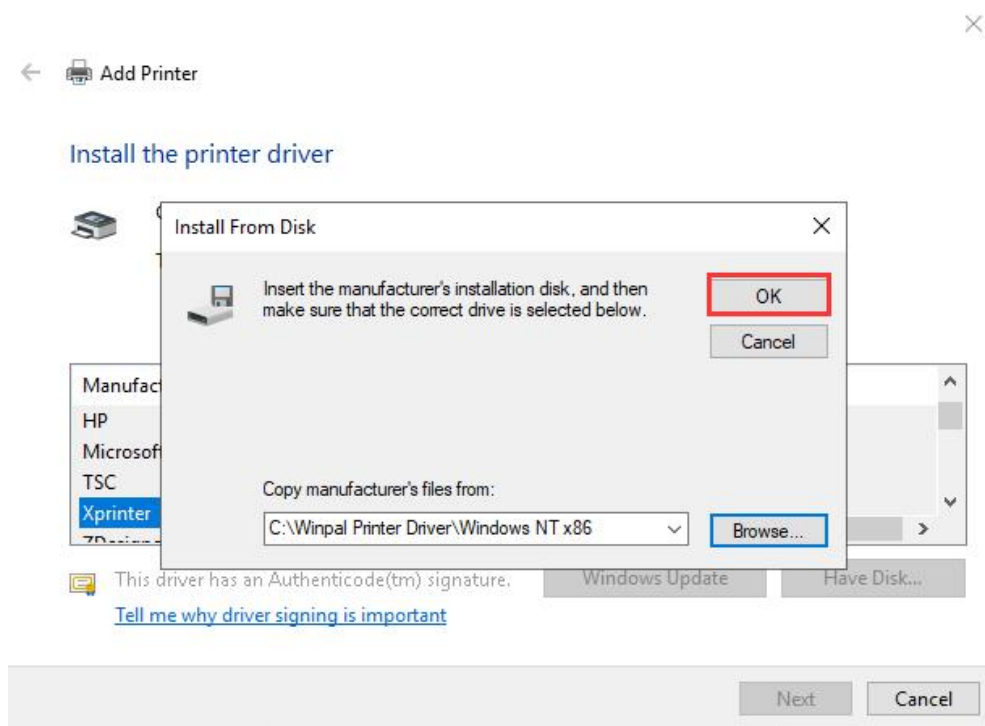 Add Printer
Install the printer driver
Install From Disk
Insert the manufacturer's installation disk, and then
make sure that the correct drive is selected below.
OK
Cancel
Manufac
HP
Microsoft
TSC
Xprinter
Copy manufacturer's files from:
C:\Winpal Printer Driver\Windows NT x86
Browse...
This driver has an Authenticode(tm) signature.
Windows Update
Have Disk...
Tell me why driver signing is important
Next
Cancel